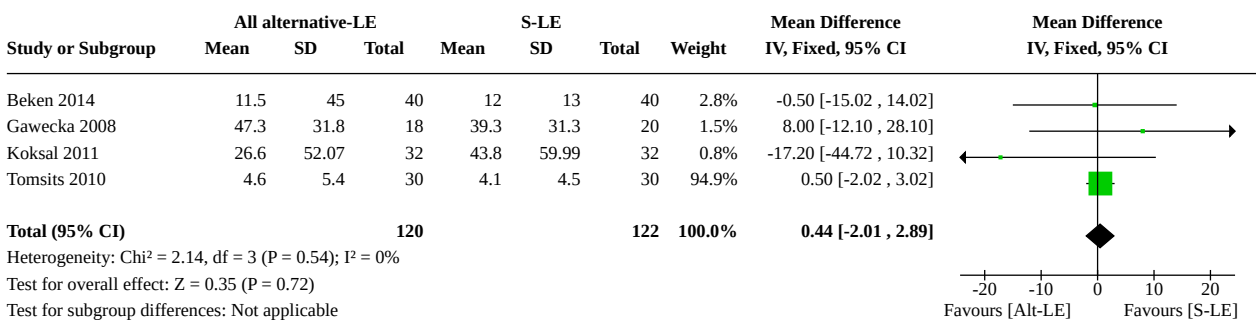 All alternative-LE S-LE Mean Difference Mean Difference
Study or Subgroup Mean SD Total Mean SD Total Weight IV, Fixed, 95% CI IV, Fixed, 95% CI
Beken 2014 11.5 45 40 12 13 40 2.8% -0.50 [-15.02 , 14.02]
Gawecka 2008 47.3 31.8 18 39.3 31.3 20 1.5% 8.00 [-12.10 , 28.10]
Koksal 2011 26.6 52.07 32 43.8 59.99 32 0.8% -17.20 [-44.72 , 10.32]
Tomsits 2010 4.6 5.4 30 4.1 4.5 30 94.9% 0.50 [-2.02 , 3.02]
Total (95% CI) 120 122 100.0% 0.44 [-2.01 , 2.89]
Heterogeneity: Chi² = 2.14, df = 3 (P = 0.54); I² = 0%
Test for overall effect: Z = 0.35 (P = 0.72)
-20 -10 0 10 20
Test for subgroup differences: Not applicable
Favours [Alt-LE] Favours [S-LE]